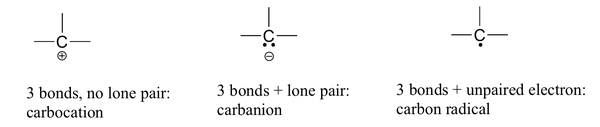 C
⊕
C
⊖
C
3 bonds, no lone pair:
carbocation
3 bonds + lone pair:
carbanion
3 bonds + unpaired electron:
carbon radical